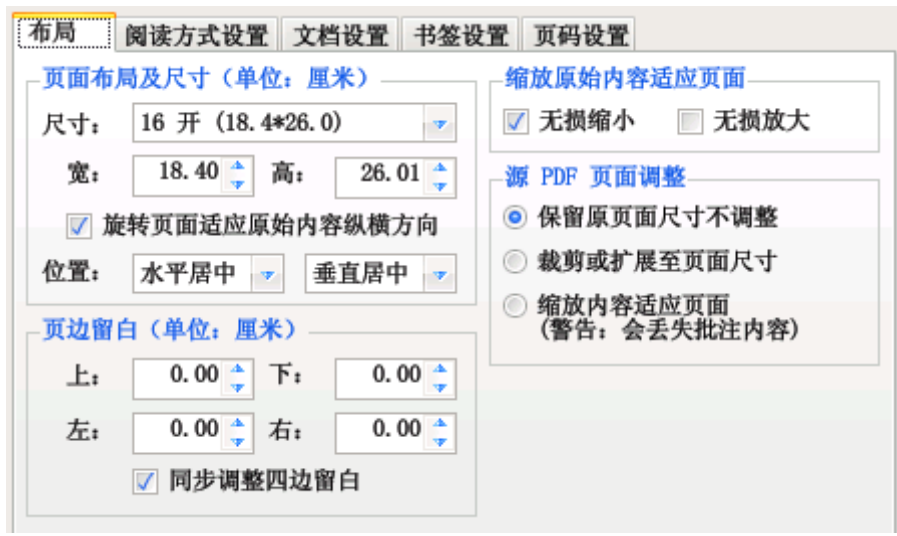 布局 阅读方式设置 文档设置 书签设置 页码设置
页面布局及尺寸（单位：厘米）
尺寸： 16 开 (18.4*26.0)
宽： 18.40 高： 26.01
旋转页面适应原始内容纵横方向
位置： 水平居中 垂直居中
页边留白（单位：厘米）
上： 0.00 下： 0.00
左： 0.00 右： 0.00
同步调整四边留白
缩放原始内容适应页面
无损缩小 无损放大
源 PDF 页面调整
保留原页面尺寸不调整
裁剪或扩展至页面尺寸
缩放内容适应页面
(警告：会丢失批注内容)